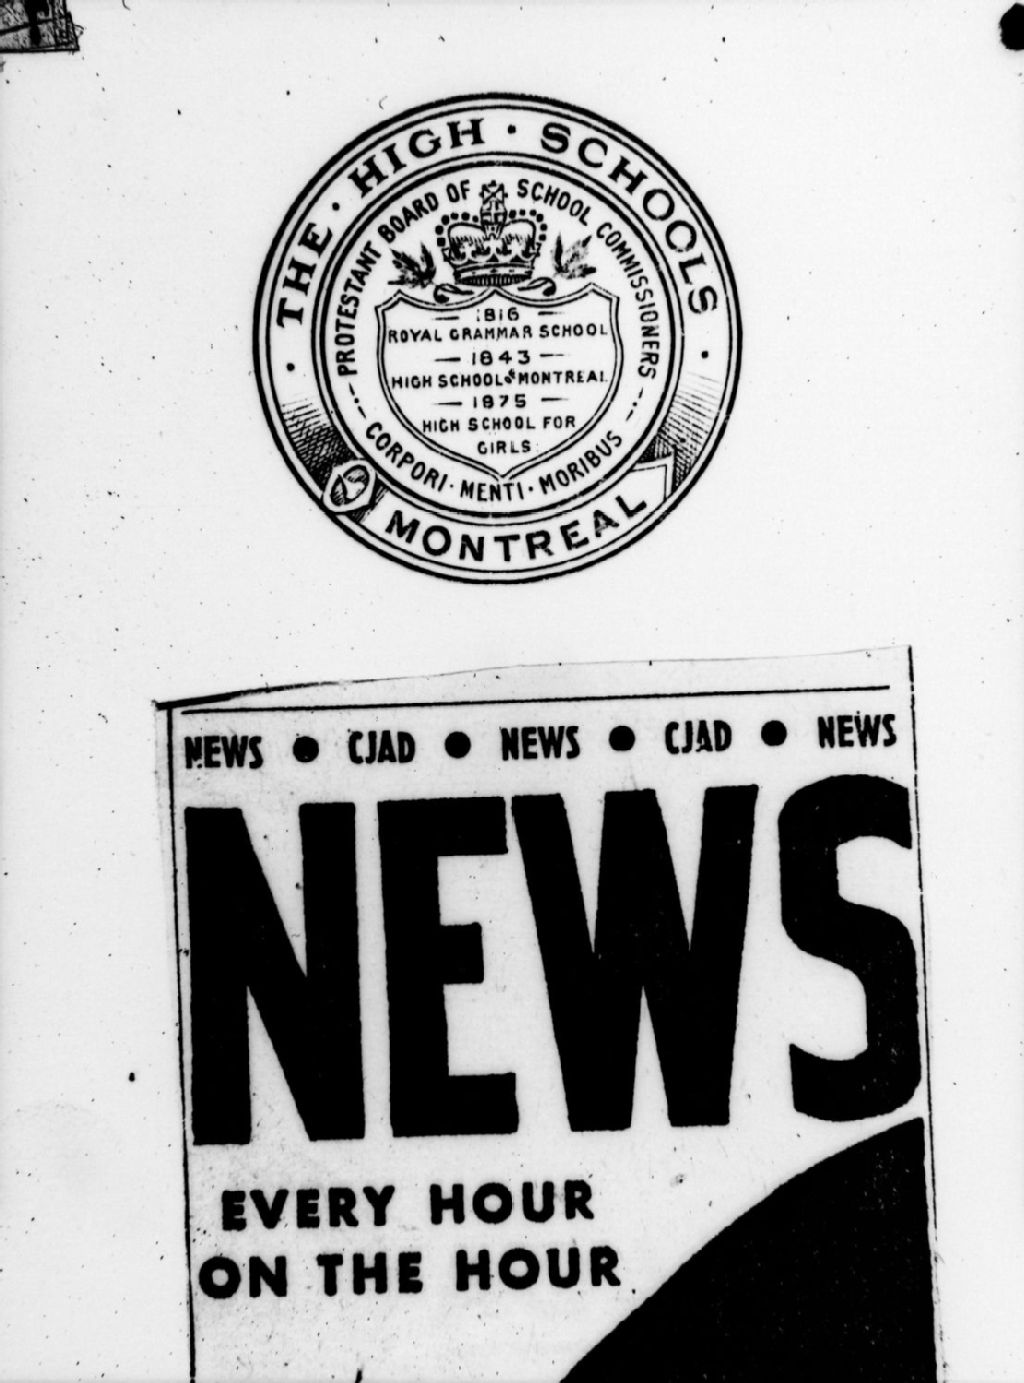 THE · HIGH · SCHOOLS
PROTESTANT BOARD OF SCHOOL COMMISSIONERS
1816
ROYAL GRAMMAR SCHOOL
1843
HIGH SCHOOL of MONTREAL
1875
HIGH SCHOOL FOR
GIRLS
CORPORI · MENTI · MORIBUS
MONTREAL
NEWS ● CJAD ● NEWS ● CJAD ● NEWS
NEWS
EVERY HOUR
ON THE HOUR